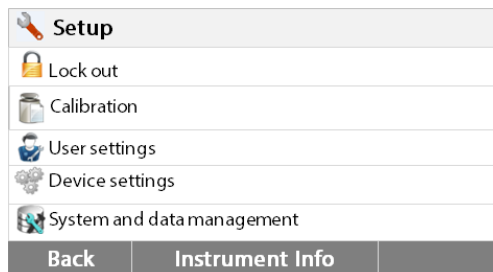 Setup
Lock out
Calibration
User settings
Device settings
System and data management
Back Instrument Info